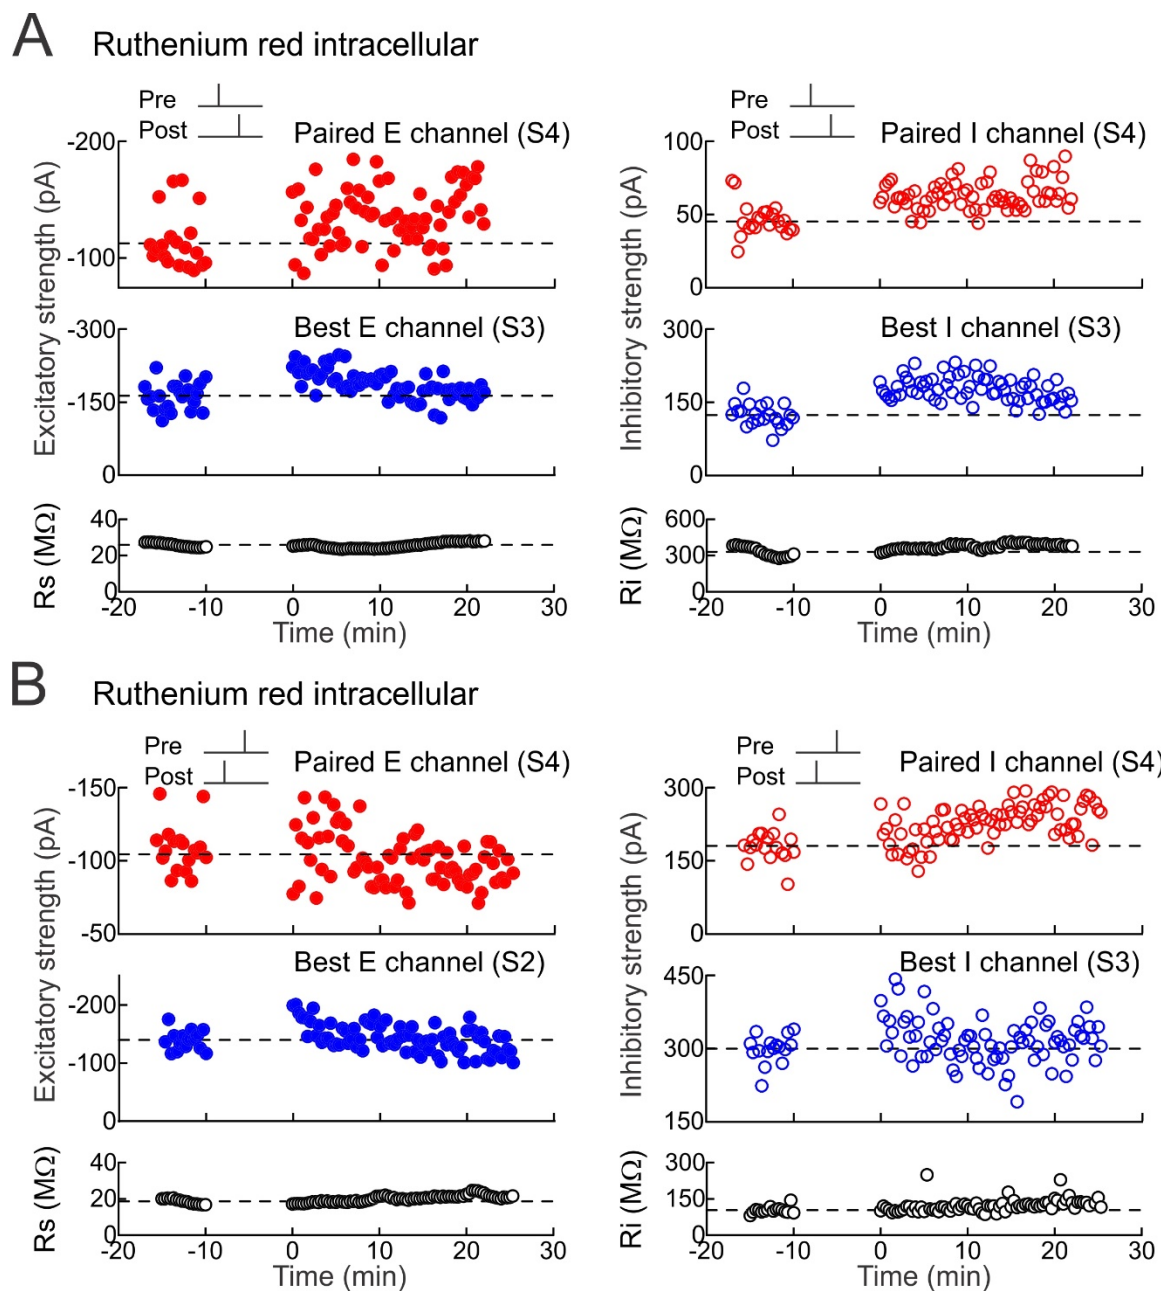 A Ruthenium red intracellular
Pre
Post
Paired E channel (S4)
Excitatory strength (pA)
-200
-100
Best E channel (S3)
-300
-150
0
Rs (MΩ)
40
20
0
-20 -10 0 10 20 30
Time (min)
Pre
Post
Paired I channel (S4)
Inhibitory strength (pA)
100
50
0
Best I channel (S3)
300
150
0
Ri (MΩ)
600
300
0
-20 -10 0 10 20 30
Time (min)
B Ruthenium red intracellular
Pre
Post
Paired E channel (S4)
Excitatory strength (pA)
-150
-100
-50
Best E channel (S2)
-200
-100
0
Rs (MΩ)
40
20
0
-20 -10 0 10 20 30
Time (min)
Pre
Post
Paired I channel (S4)
Inhibitory strength (pA)
300
150
0
Best I channel (S3)
450
300
150
Ri (MΩ)
300
150
0
-20 -10 0 10 20 30
Time (min)